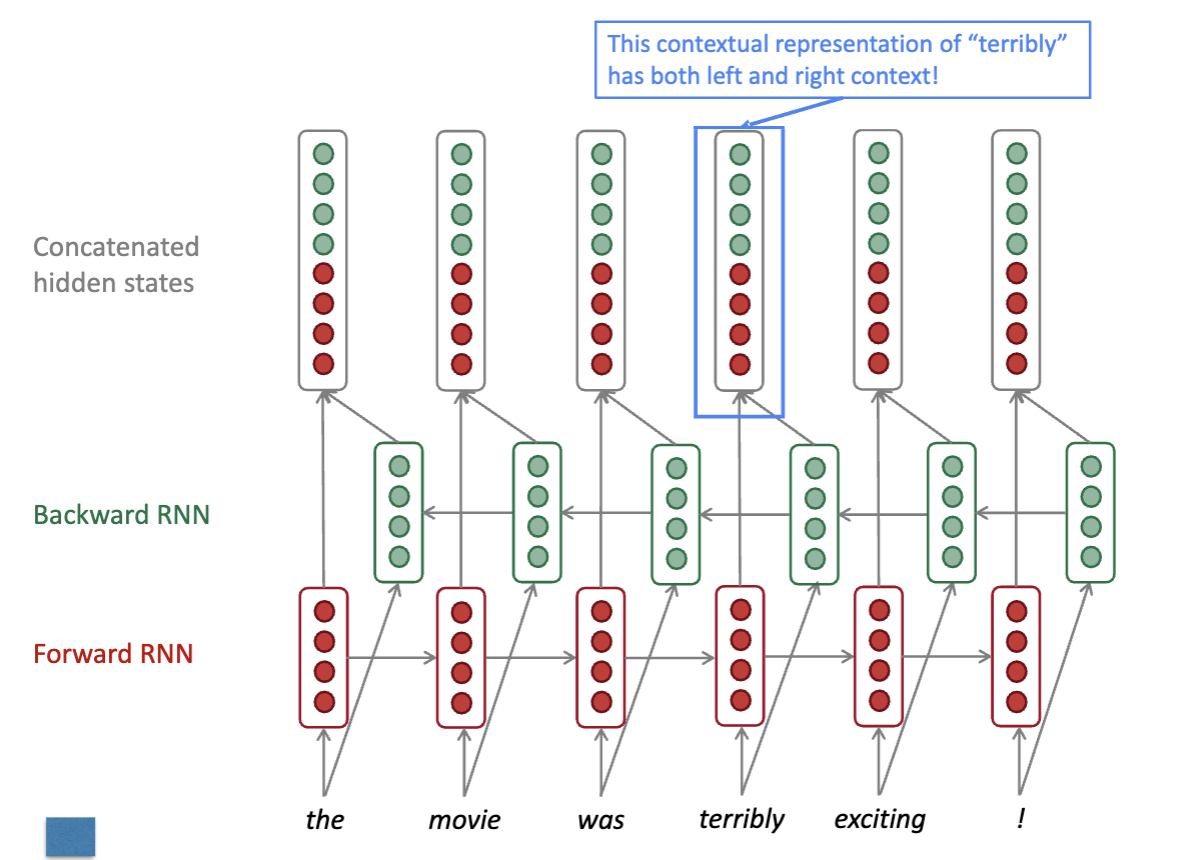 This contextual representation of “terribly”
has both left and right context!
Concatenated
hidden states
Backward RNN
Forward RNN
the movie was terribly exciting !